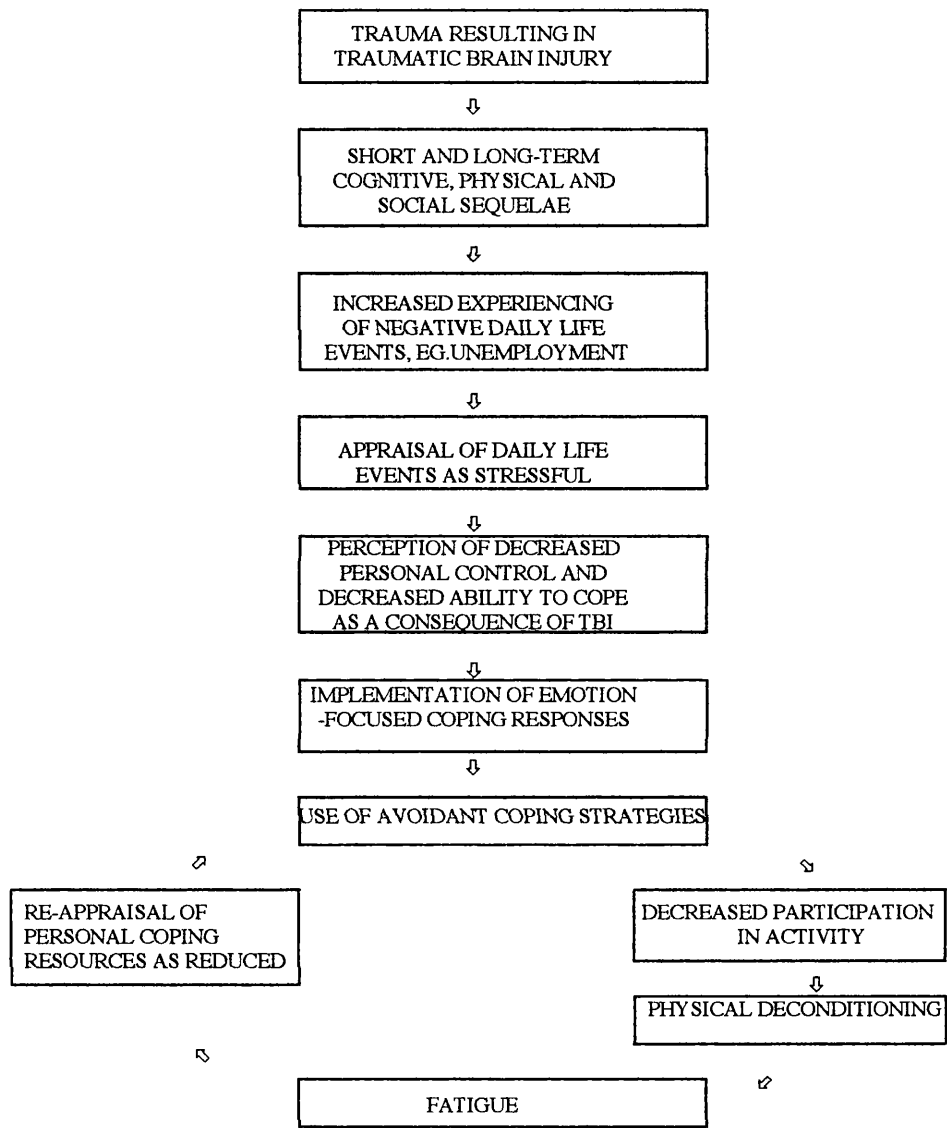 TRAUMA RESULTING IN
TRAUMATIC BRAIN INJURY
SHORT AND LONG-TERM
COGNITIVE, PHYSICAL AND
SOCIAL SEQUELAE
INCREASED EXPERIENCING
OF NEGATIVE DAILY LIFE
EVENTS, EG.UNEMPLOYMENT
APPRAISAL OF DAILY LIFE
EVENTS AS STRESSFUL
PERCEPTION OF DECREASED
PERSONAL CONTROL AND
DECREASED ABILITY TO COPE
AS A CONSEQUENCE OF TBI
IMPLEMENTATION OF EMOTION
-FOCUSED COPING RESPONSES
USE OF AVOIDANT COPING STRATEGIES
RE-APPRAISAL OF
PERSONAL COPING
RESOURCES AS REDUCED
DECREASED PARTICIPATION
IN ACTIVITY
PHYSICAL DECONDITIONING
FATIGUE